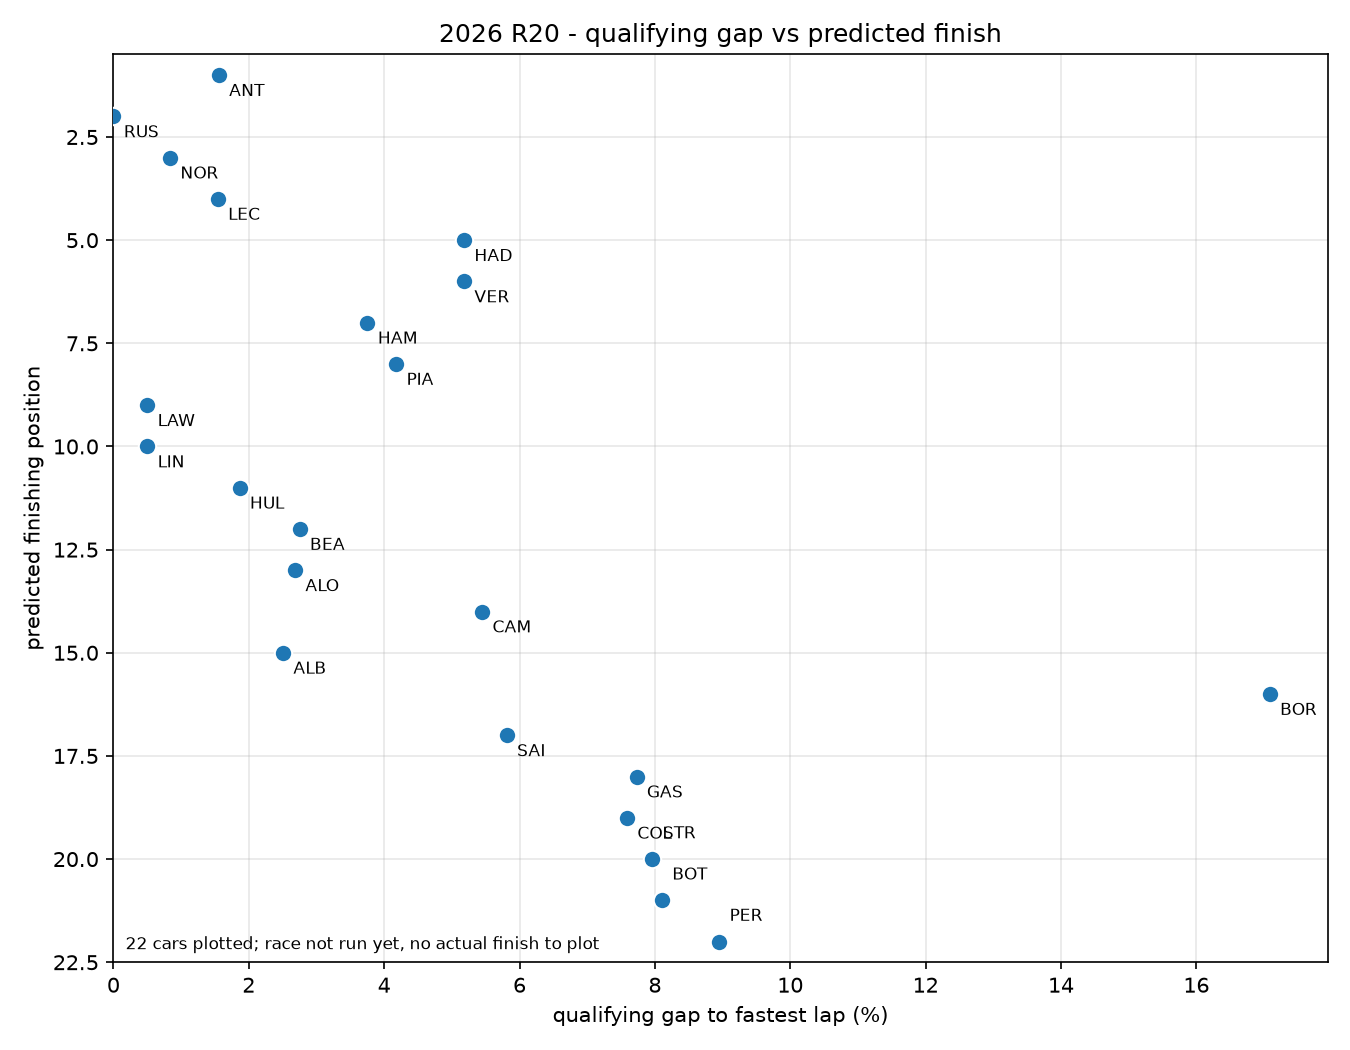 2026 R20 - qualifying gap vs predicted finish
ANT
RUS
2.5
NOR
LEC
5.0
HAD
VER
HAM
7.5
PIA
LAW
10.0
LIN
HUL
BEA
12.5
ALO
CAM
15.0
ALB
BOR
SAI
17.5
GAS
COL
STR
20.0
BOT
PER
22 cars plotted; race not run yet, no actual finish to plot
22.5
0 2 4 6 8 10 12 14 16
qualifying gap to fastest lap (%)
predicted finishing position